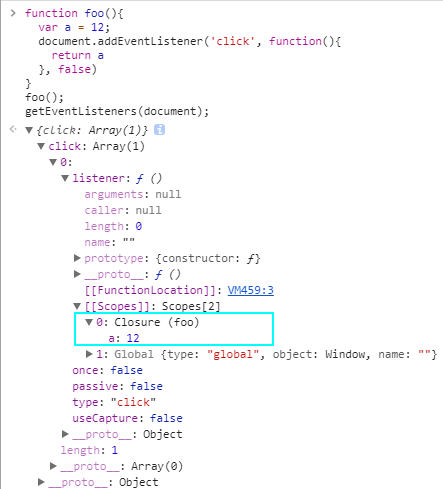 > function foo(){
var a = 12;
document.addEventListener('click', function(){
return a
}, false)
}
foo();
getEventListeners(document);
{click: Array(1)} i
click: Array(1)
0:
listener: ƒ ()
arguments: null
caller: null
length: 0
name: ""
prototype: {constructor: ƒ}
__proto__: ƒ ()
[[FunctionLocation]]: VM459:3
[[Scopes]]: Scopes[2]
0: Closure (foo)
a: 12
1: Global {type: "global", object: Window, name: ""}
once: false
passive: false
type: "click"
useCapture: false
__proto__: Object
length: 1
__proto__: Array(0)
__proto__: Object